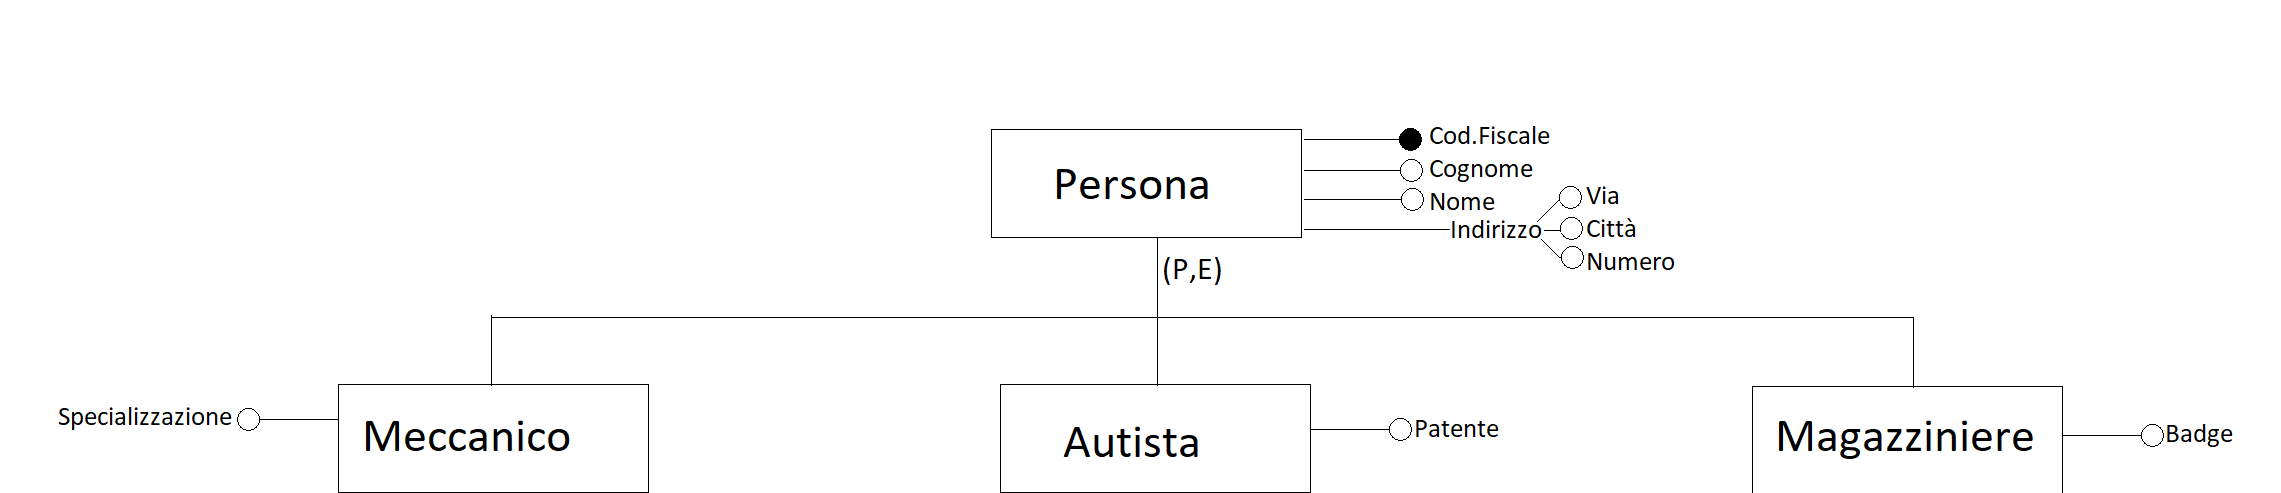 Cod.Fiscale
Persona
Cognome
Nome
Via
Indirizzo
Città
Numero
(P,E)
Specializzazione
Meccanico
Autista
Patente
Magazziniere
Badge